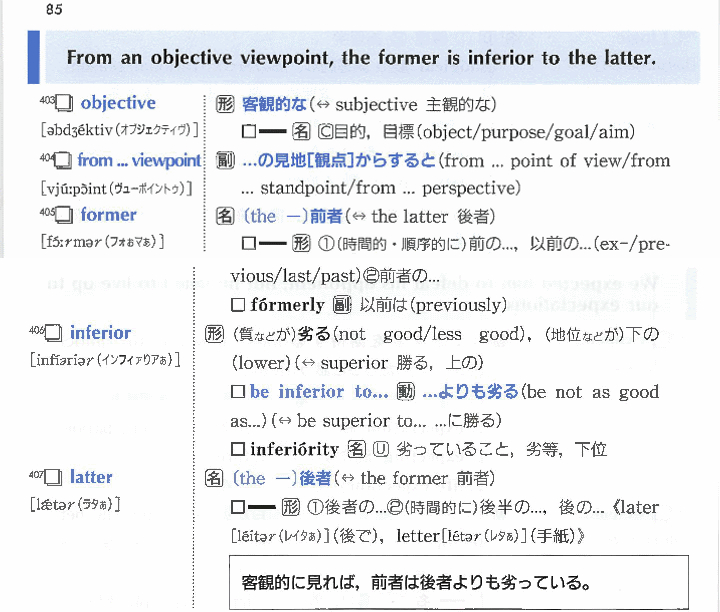 85
From an objective viewpoint, the former is inferior to the latter.
403 □ objective 形 客観的な(↔ subjective 主観的な)
[əbdʒéktiv(オブジェクティヴ)] □━ 名 Ⓒ目的，目標(object/purpose/goal/aim)
404 □ from ... viewpoint 副 …の見地[観点]からすると(from ... point of view/from
[vjúːpɔ̀int(ヴューポイントゥ)] ... standpoint/from ... perspective)
405 □ former 名 (the ―)前者(↔ the latter 後者)
[fɔ́ːrmər(フォぉマぁ)] □━ 形 ①(時間的・順序的に)前の…，以前の…(ex-/pre-
vious/last/past)②前者の…
□ fórmerly 副 以前は(previously)
406 □ inferior 形 (質などが)劣る(not good/less good)，(地位などが)下の
[infíəriər(インフィァリアぁ)] (lower)(↔ superior 勝る，上の)
□ be inferior to... 動 …よりも劣る(be not as good
as...)(↔ be superior to... …に勝る)
□ inferiórity 名 Ⓤ 劣っていること，劣等，下位
407 □ latter 名 (the ―)後者(↔ the former 前者)
[lǽtər(ラタぁ)] □━ 形 ①後者の…②(時間的に)後半の…，後の…《later
[léitər(レイタぁ)](後で)，letter[létər(レタぁ)](手紙)》
客観的に見れば，前者は後者よりも劣っている。